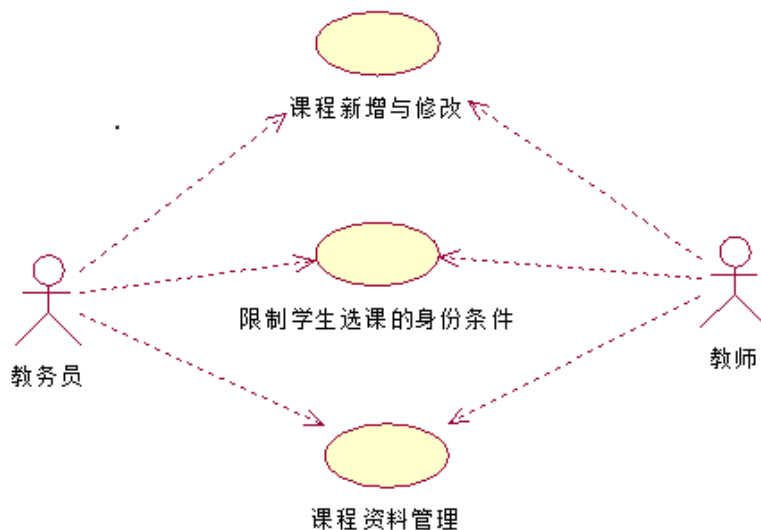 课程新增与修改
限制学生选课的身份条件
教务员
教师
课程资料管理